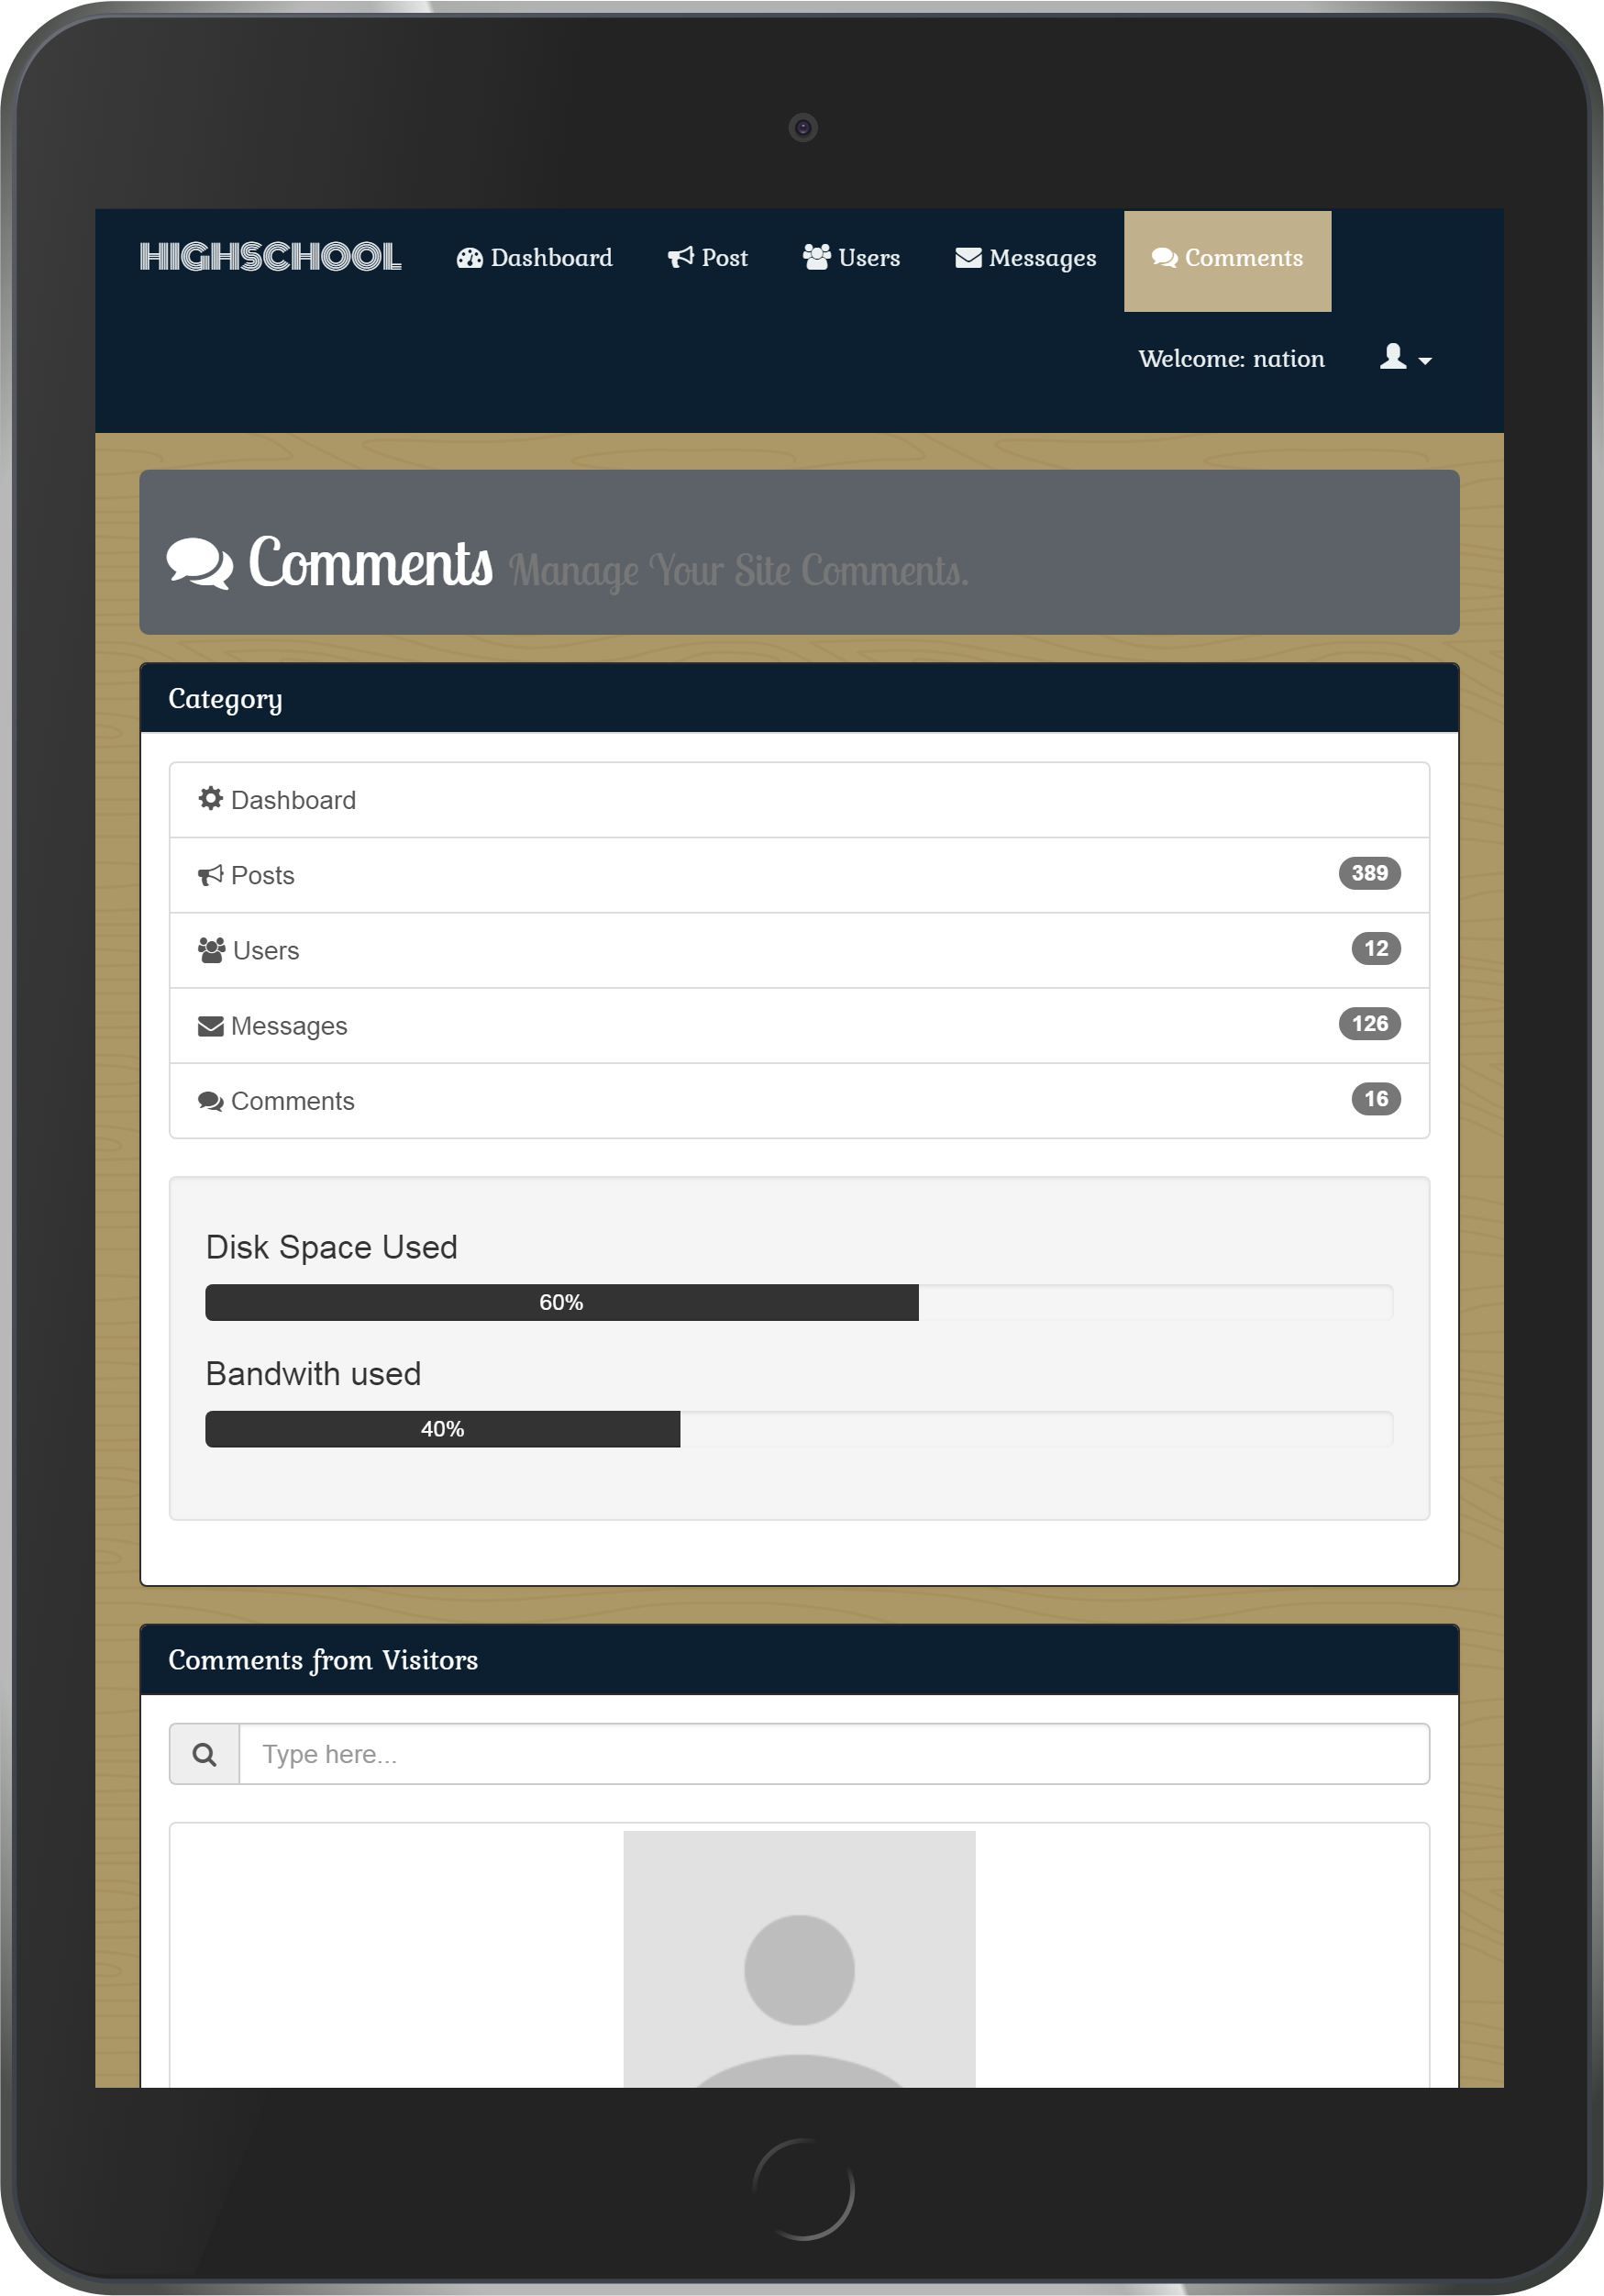 HIGHSCHOOL Dashboard Post Users Messages Comments
Welcome: nation
Comments Manage Your Site Comments.
Category
Dashboard
Posts 389
Users 12
Messages 126
Comments 16
Disk Space Used
60%
Bandwith used
40%
Comments from Visitors
Type here...